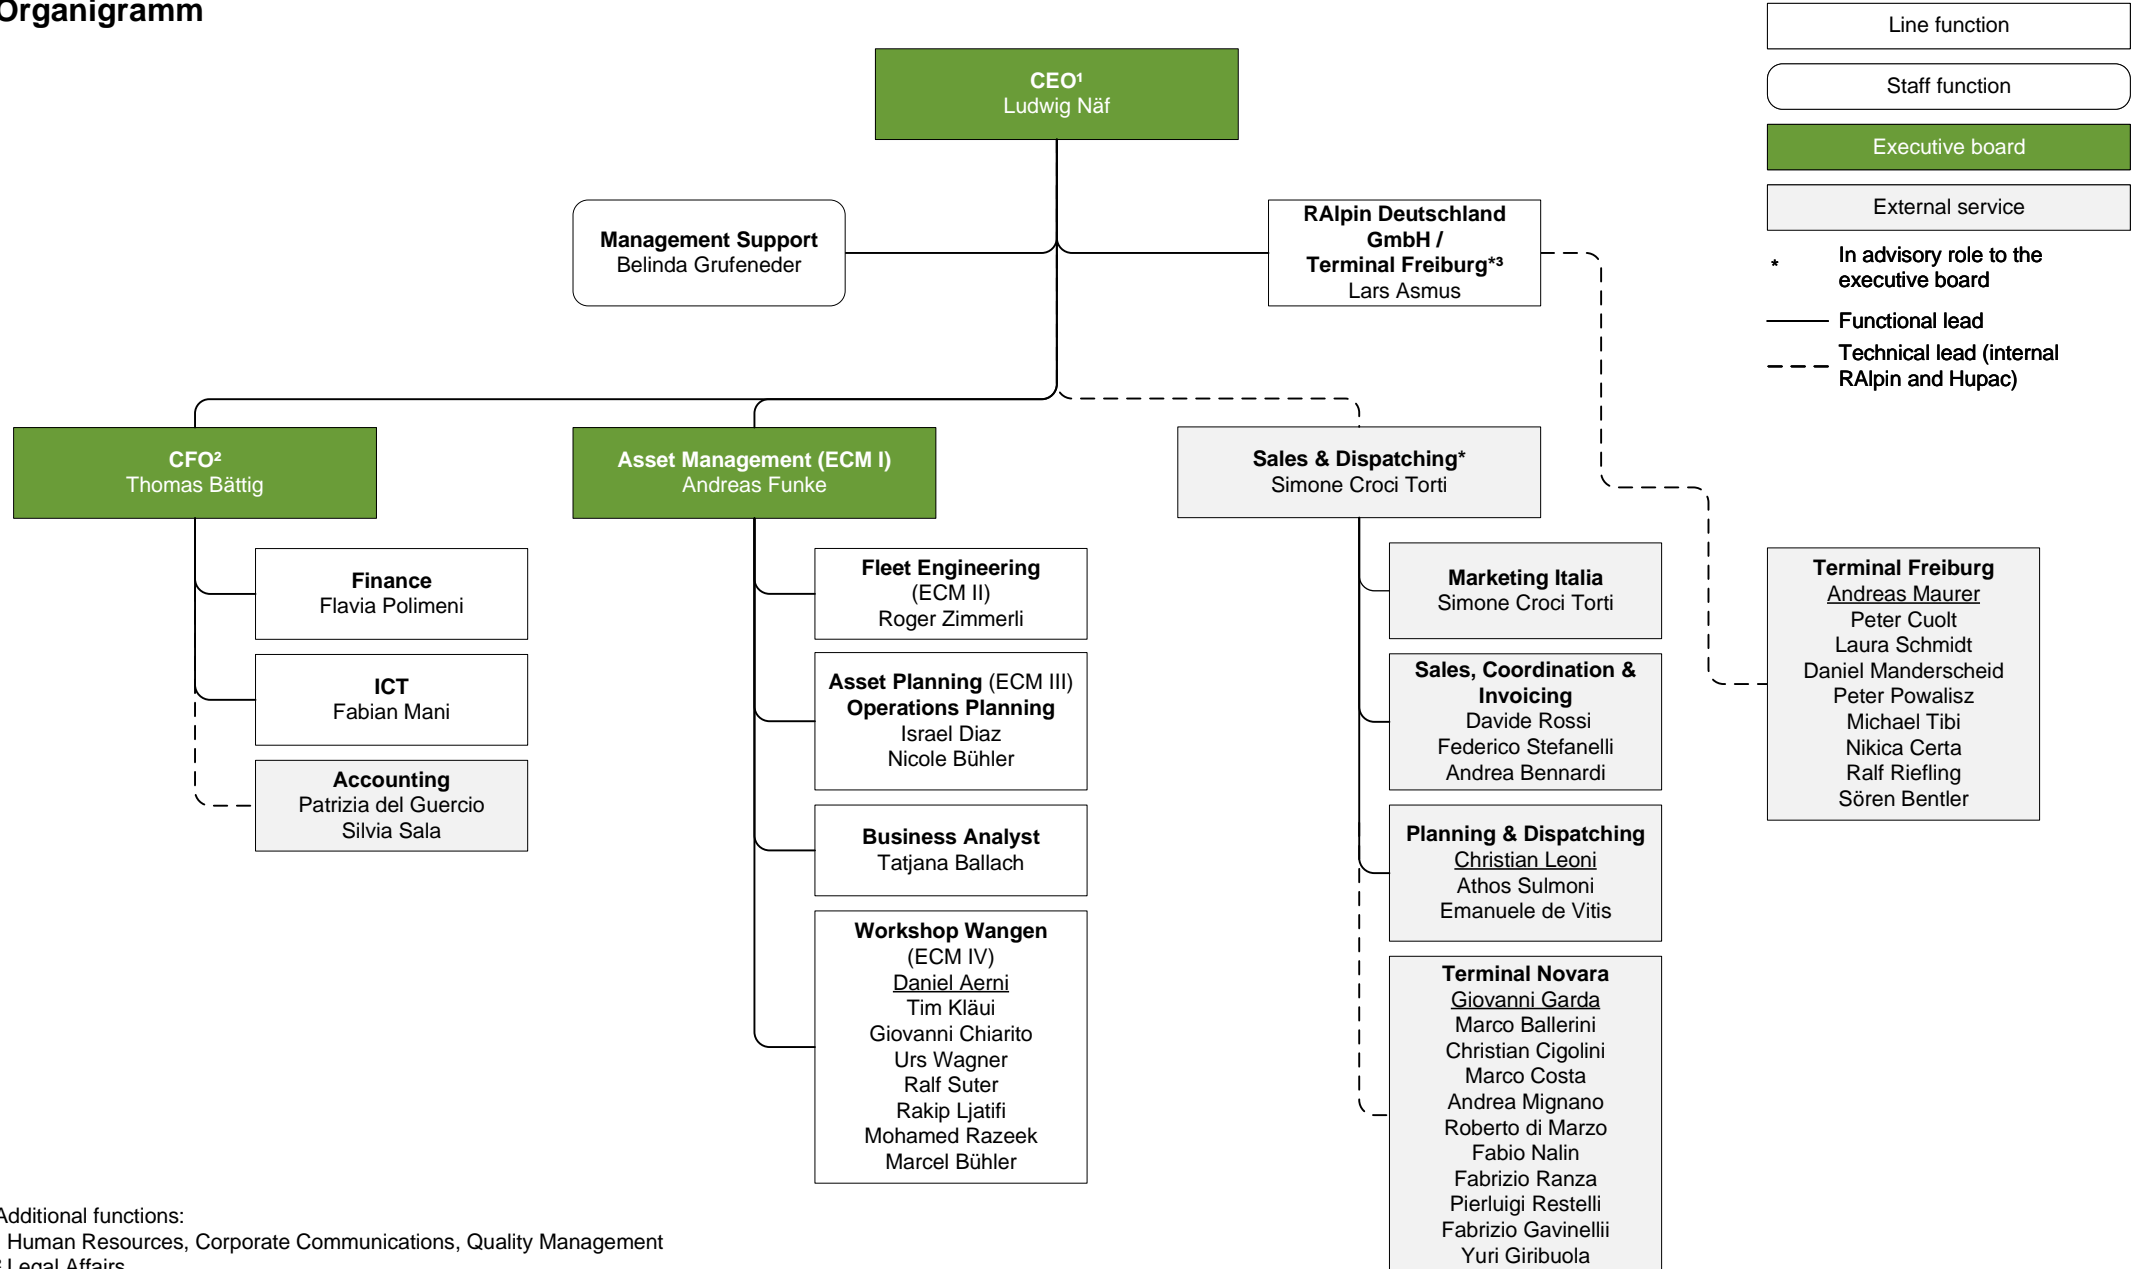 Organigramm
Line function
Staff function
Executive board
External service
* In advisory role to the
executive board
Functional lead
Technical lead (internal
RAlpin and Hupac)
CEO¹
Ludwig Näf
Management Support
Belinda Grufeneder
RAlpin Deutschland
GmbH /
Terminal Freiburg*³
Lars Asmus
CFO²
Thomas Bättig
Asset Management (ECM I)
Andreas Funke
Sales & Dispatching*
Simone Croci Torti
Finance
Flavia Polimeni
ICT
Fabian Mani
Accounting
Patrizia del Guercio
Silvia Sala
Fleet Engineering
(ECM II)
Roger Zimmerli
Asset Planning (ECM III)
Operations Planning
Israel Diaz
Nicole Bühler
Business Analyst
Tatjana Ballach
Workshop Wangen
(ECM IV)
Daniel Aerni
Tim Kläui
Giovanni Chiarito
Urs Wagner
Ralf Suter
Rakip Ljatifi
Mohamed Razeek
Marcel Bühler
Marketing Italia
Simone Croci Torti
Sales, Coordination &
Invoicing
Davide Rossi
Federico Stefanelli
Andrea Bennardi
Planning & Dispatching
Christian Leoni
Athos Sulmoni
Emanuele de Vitis
Terminal Novara
Giovanni Garda
Marco Ballerini
Christian Cigolini
Marco Costa
Andrea Mignano
Roberto di Marzo
Fabio Nalin
Fabrizio Ranza
Pierluigi Restelli
Fabrizio Gavinellii
Yuri Giribuola
Terminal Freiburg
Andreas Maurer
Peter Cuolt
Laura Schmidt
Daniel Manderscheid
Peter Powalisz
Michael Tibi
Nikica Certa
Ralf Riefling
Sören Bentler
Additional functions:
Human Resources, Corporate Communications, Quality Management
Legal Affairs